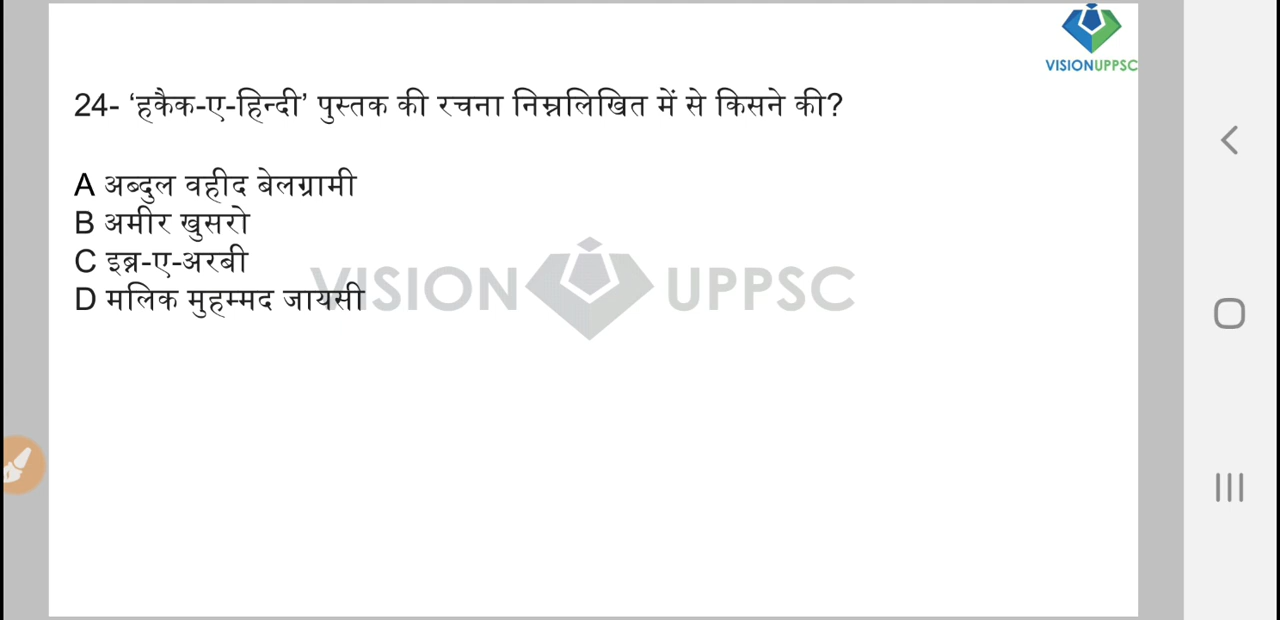 VISIONUPPSC
24- ‘हकैक-ए-हिन्दी’ पुस्तक की रचना निम्नलिखित में से किसने की?
A अब्दुल वहीद बेलग्रामी
B अमीर खुसरो
C इब्न-ए-अरबी
D मलिक मुहम्मद जायसी
VISION UPPSC